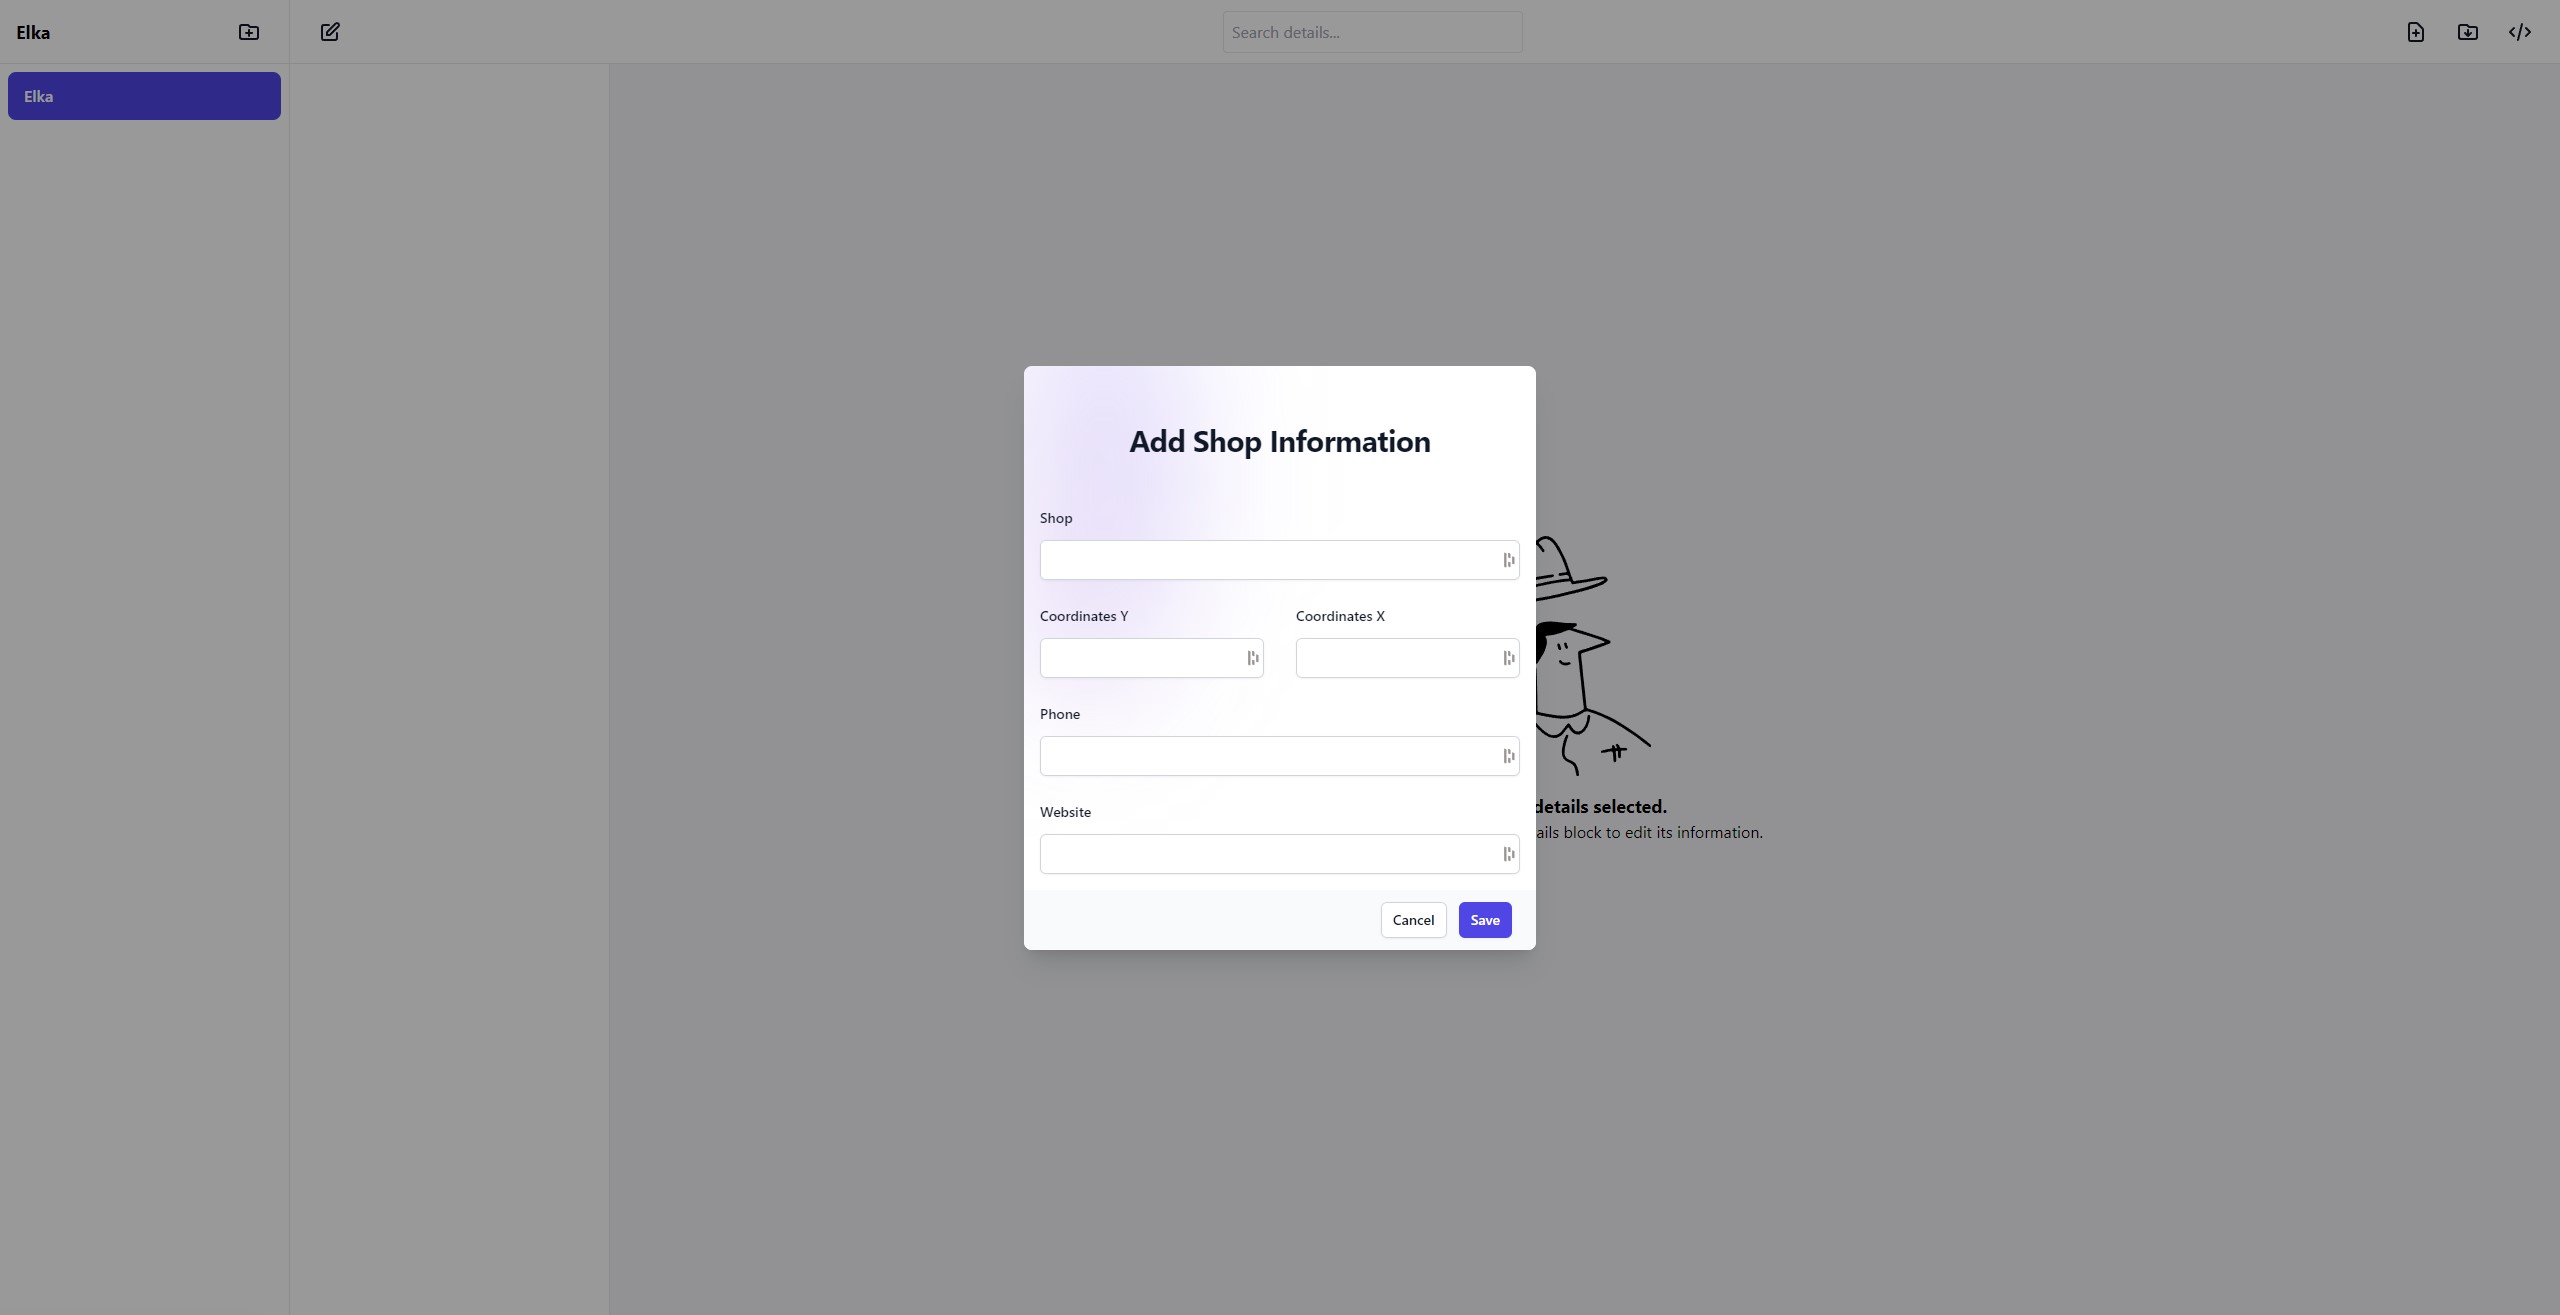 Elka
Search details...
Elka
Add Shop Information
Shop
Coordinates Y
Coordinates X
Phone
Website
details selected.
block to edit its information.
Cancel
Save